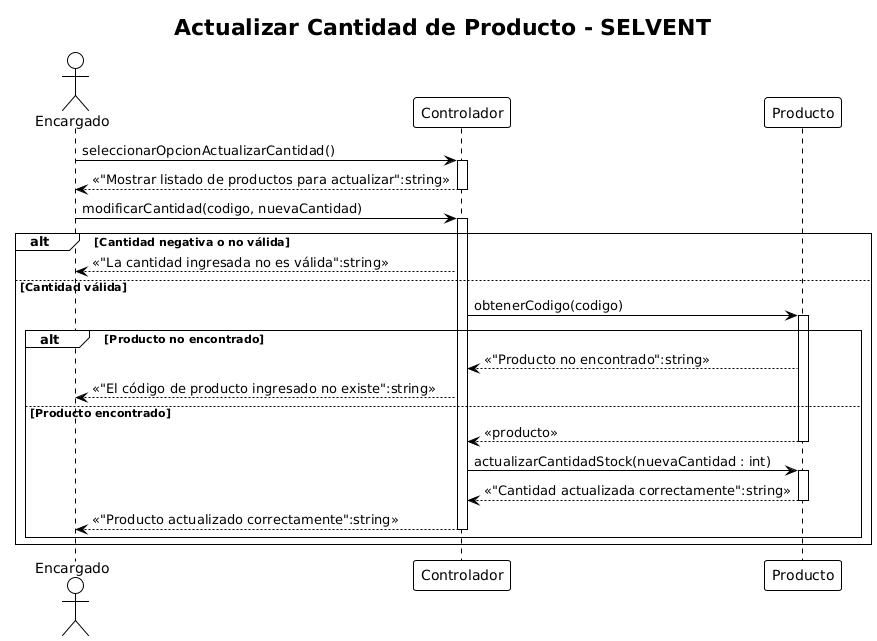 Actualizar Cantidad de Producto - SELVENT
Encargado
Controlador
Producto
seleccionarOpcionActualizarCantidad()
«"Mostrar listado de productos para actualizar":string»
modificarCantidad(codigo, nuevaCantidad)
alt [Cantidad negativa o no válida]
«"La cantidad ingresada no es válida":string»
[Cantidad válida]
obtenerCodigo(codigo)
alt [Producto no encontrado]
«"Producto no encontrado":string»
«"El código de producto ingresado no existe":string»
[Producto encontrado]
«producto»
actualizarCantidadStock(nuevaCantidad : int)
«"Cantidad actualizada correctamente":string»
«"Producto actualizado correctamente":string»
Encargado
Controlador
Producto